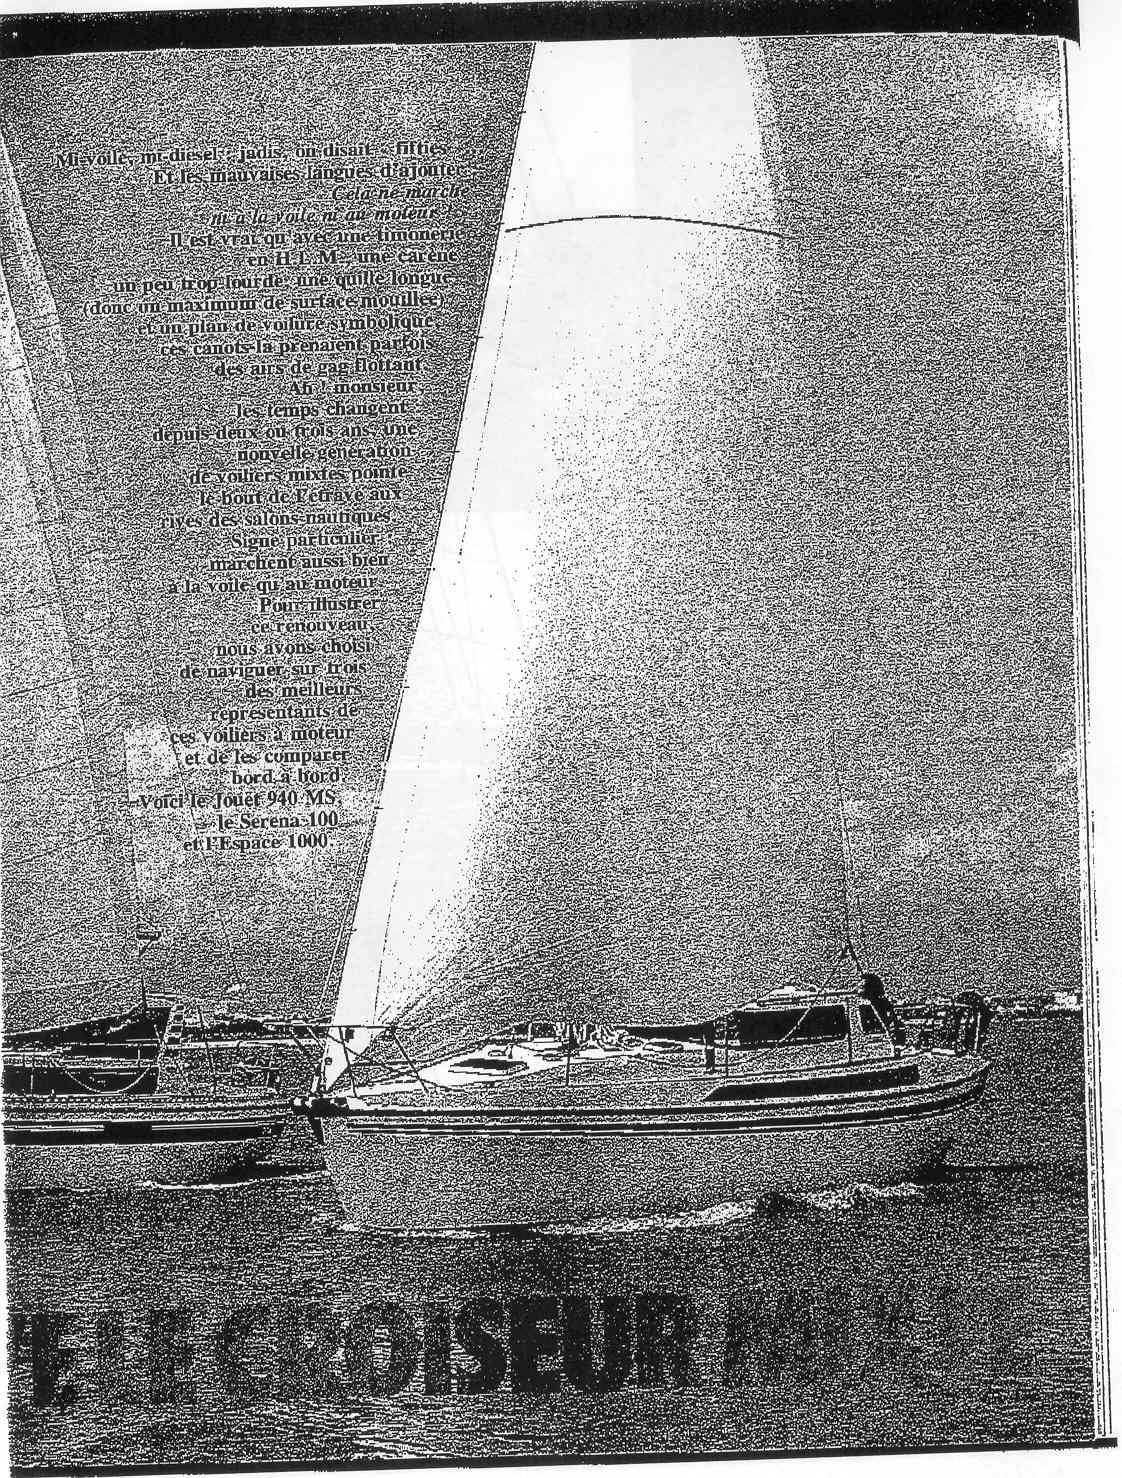 Mi-voile, mi-diesel : jadis, on disait « fifties ».
Et les mauvaises langues d'ajouter :
Cela ne marche
ni à la voile ni au moteur !
Il est vrai qu'avec une timonerie
en H.L.M., une carène
un peu trop lourde, une quille longue
(donc un maximum de surface mouillée)
et un plan de voilure symbolique,
ces canots-là prenaient parfois
des airs de gag flottant.
Ah ! monsieur,
les temps changent :
depuis deux ou trois ans, une
nouvelle génération
de voiliers mixtes pointe
le bout de l'étrave aux
rives des salons nautiques.
Signe particulier :
marchent aussi bien
à la voile qu'au moteur.
Pour illustrer
ce renouveau,
nous avons choisi
de naviguer sur trois
des meilleurs
représentants de
ces voiliers à moteur
et de les comparer
bord à bord.
Voici le Jouët 940 MS,
le Serena 100
et l'Espace 1000.
LE CROISEUR